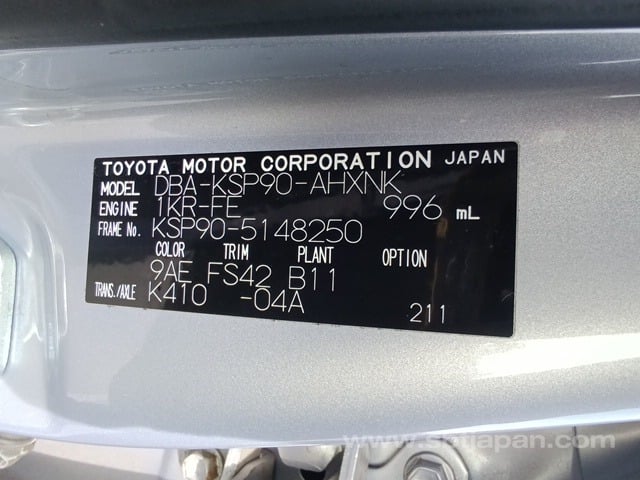 TOYOTA MOTOR CORPORATION JAPAN
MODEL DBA-KSP90-AHXNK
ENGINE 1KR-FE 996 mL
FRAME No. KSP90-5148250
COLOR TRIM PLANT OPTION
9AE FS42 B11
TRANS./AXLE K410 -04A 211
www.sbtjapan.com